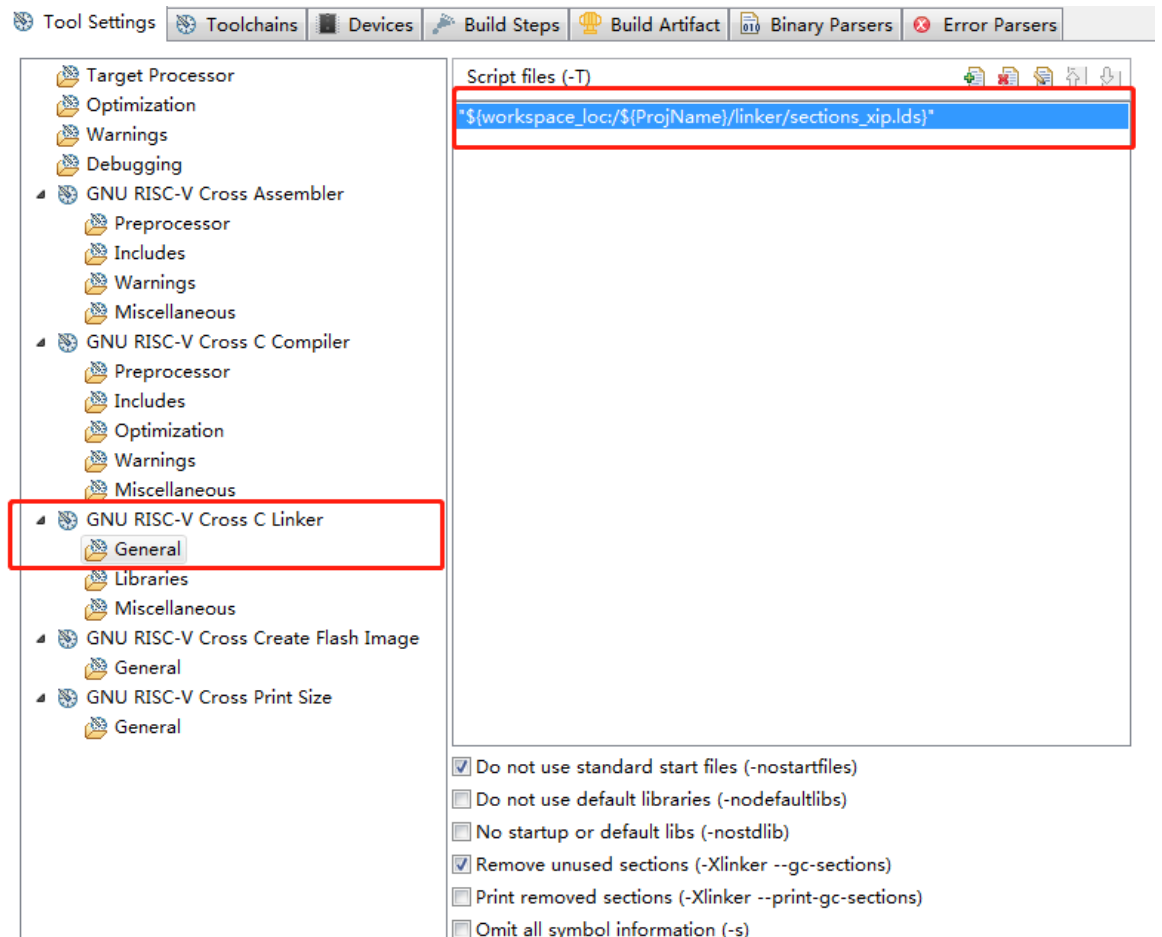 Tool Settings Toolchains Devices Build Steps Build Artifact Binary Parsers Error Parsers
Target Processor
Optimization
Warnings
Debugging
GNU RISC-V Cross Assembler
Preprocessor
Includes
Warnings
Miscellaneous
GNU RISC-V Cross C Compiler
Preprocessor
Includes
Optimization
Warnings
Miscellaneous
GNU RISC-V Cross C Linker
General
Libraries
Miscellaneous
GNU RISC-V Cross Create Flash Image
General
GNU RISC-V Cross Print Size
General
Script files (-T)
"${workspace_loc:/${ProjName}/linker/sections_xip.lds}"
Do not use standard start files (-nostartfiles)
Do not use default libraries (-nodefaultlibs)
No startup or default libs (-nostdlib)
Remove unused sections (-Xlinker --gc-sections)
Print removed sections (-Xlinker --print-gc-sections)
Omit all symbol information (-s)